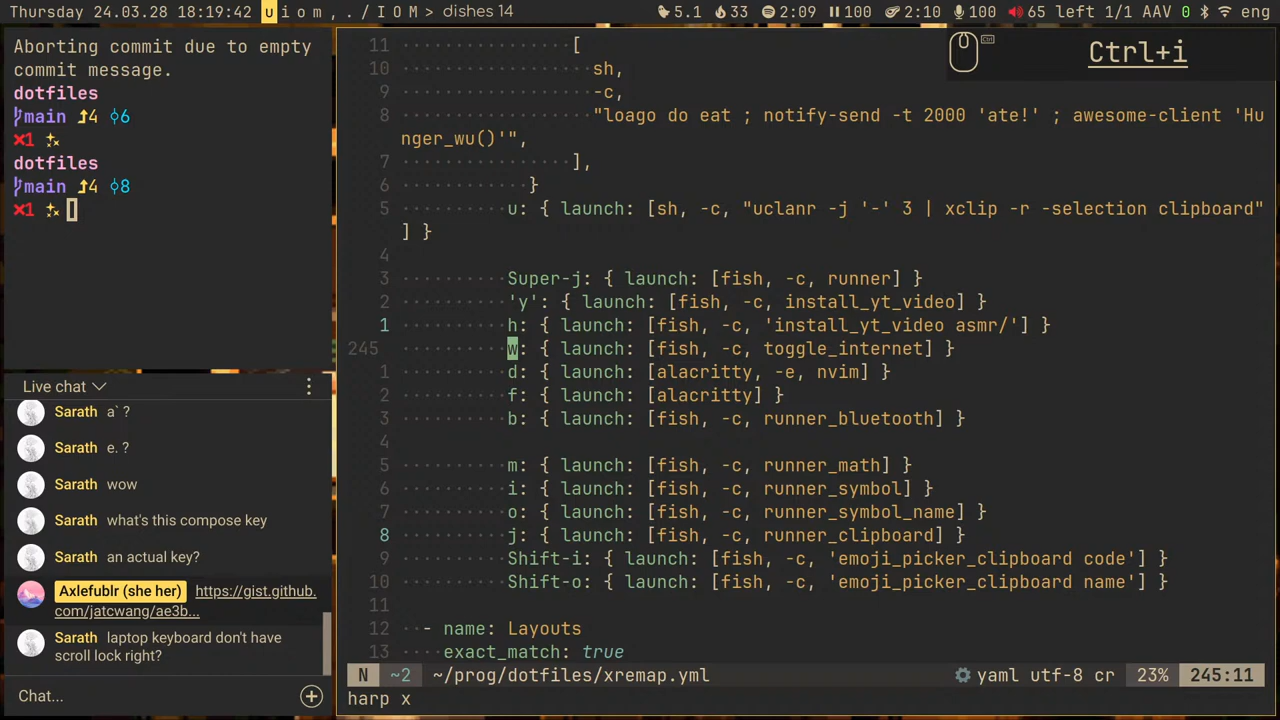 Thursday 24.03.28 18:19:42 u i o m , . / I O M > dishes 14 5.1 33 2:09 100 2:10 100 65 left 1/1 AAV 0 eng
Aborting commit due to empty
commit message.
dotfiles
main 4 6
1
dotfiles
main 4 8
1
Live chat
Sarath a` ?
Sarath e. ?
Sarath wow
Sarath what's this compose key
Sarath an actual key?
Axlefublr (she her) https://gist.github.
com/jatcwang/ae3b...
Sarath laptop keyboard don't have
scroll lock right?
Chat...
Ctrl
Ctrl+i
11 ················ [
10 ·················· sh,
9 ·················· -c,
8 ·················· "loago do eat ; notify-send -t 2000 'ate!' ; awesome-client 'Hu
nger_wu()'",
7 ················ ],
6 ············ }
5 ·········· u: { launch: [sh, -c, "uclanr -j '-' 3 | xclip -r -selection clipboard"
] }
4
3 ·········· Super-j: { launch: [fish, -c, runner] }
2 ·········· 'y': { launch: [fish, -c, install_yt_video] }
1 ·········· h: { launch: [fish, -c, 'install_yt_video asmr/'] }
245 ·········· w: { launch: [fish, -c, toggle_internet] }
1 ·········· d: { launch: [alacritty, -e, nvim] }
2 ·········· f: { launch: [alacritty] }
3 ·········· b: { launch: [fish, -c, runner_bluetooth] }
4
5 ·········· m: { launch: [fish, -c, runner_math] }
6 ·········· i: { launch: [fish, -c, runner_symbol] }
7 ·········· o: { launch: [fish, -c, runner_symbol_name] }
8 ·········· j: { launch: [fish, -c, runner_clipboard] }
9 ·········· Shift-i: { launch: [fish, -c, 'emoji_picker_clipboard code'] }
10 ·········· Shift-o: { launch: [fish, -c, 'emoji_picker_clipboard name'] }
11
12 ·· - name: Layouts
13 ···· exact_match: true
N ~2 ~/prog/dotfiles/xremap.yml yaml utf-8 cr 23% 245:11
harp x